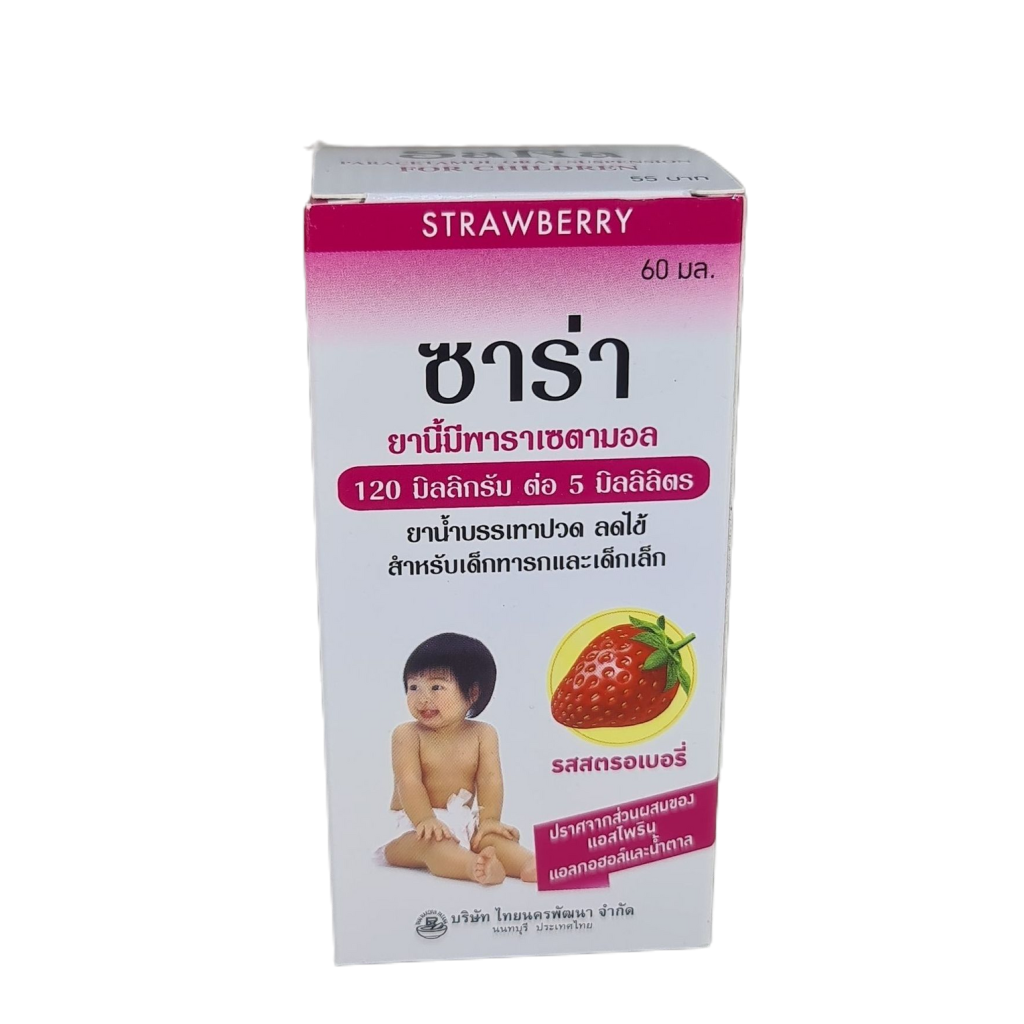 SaRa
PARACETAMOL ORAL SUSPENSION
FOR CHILDREN
55 บาท
STRAWBERRY
60 มล.
ซาร่า
ยานี้มีพาราเซตามอล
120 มิลลิกรัม ต่อ 5 มิลลิลิตร
ยาน้ำบรรเทาปวด ลดไข้
สำหรับเด็กทารกและเด็กเล็ก
รสสตรอเบอรี่
ปราศจากส่วนผสมของ
แอสไพริน
แอลกอฮอล์และน้ำตาล
บริษัท ไทยนครพัฒนา จำกัด
นนทบุรี ประเทศไทย